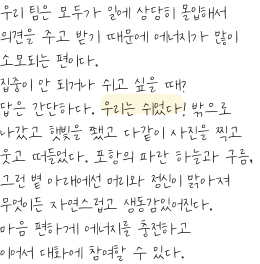 우리 팀은 모두가 일에 상당히 몰입해서
의견을 주고 받기 때문에 에너지가 많이
소모되는 편이다.
집중이 안 되거나 쉬고 싶을 때?
답은 간단하다. 우리는 쉬었다! 밖으로
나갔고 햇빛을 쬈고 다같이 사진을 찍고
웃고 떠들었다. 포항의 파란 하늘과 구름,
그런 볕 아래에선 머리와 정신이 맑아져
무엇이든 자연스럽고 생동감있어진다.
마음 편하게 에너지를 충전하고
이어서 대화에 참여할 수 있다.